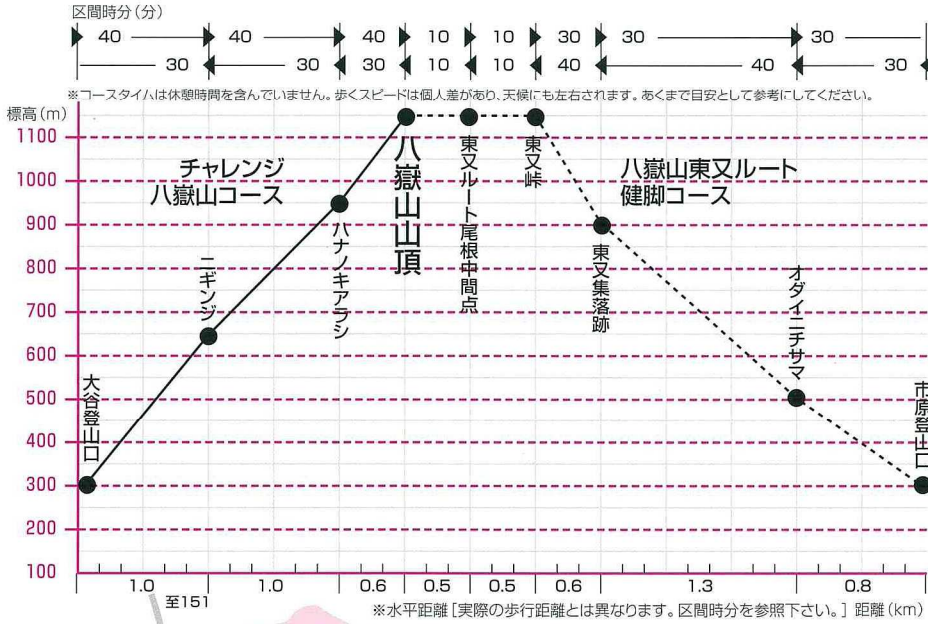 区間時分(分)
40 40 40 10 10 30 30 30
30 30 30 10 10 40 40 30
※コースタイムは休憩時間を含んでいません。歩くスピードは個人差があり、天候にも左右されます。あくまで目安として参考にしてください。
標高(m)
1100
1000
900
800
700
600
500
400
300
200
100
チャレンジ
八嶽山コース
八嶽山東又ルート
健脚コース
大谷登山口
ニギンジ
ハナノキアラシ
八嶽山山頂
東又ルート尾根中間点
東又峠
東又集落跡
オダイニチサマ
市原登山口
1.0 1.0 0.6 0.5 0.5 0.6 1.3 0.8
至151
※水平距離[実際の歩行距離とは異なります。区間時分を参照下さい。] 距離(km)